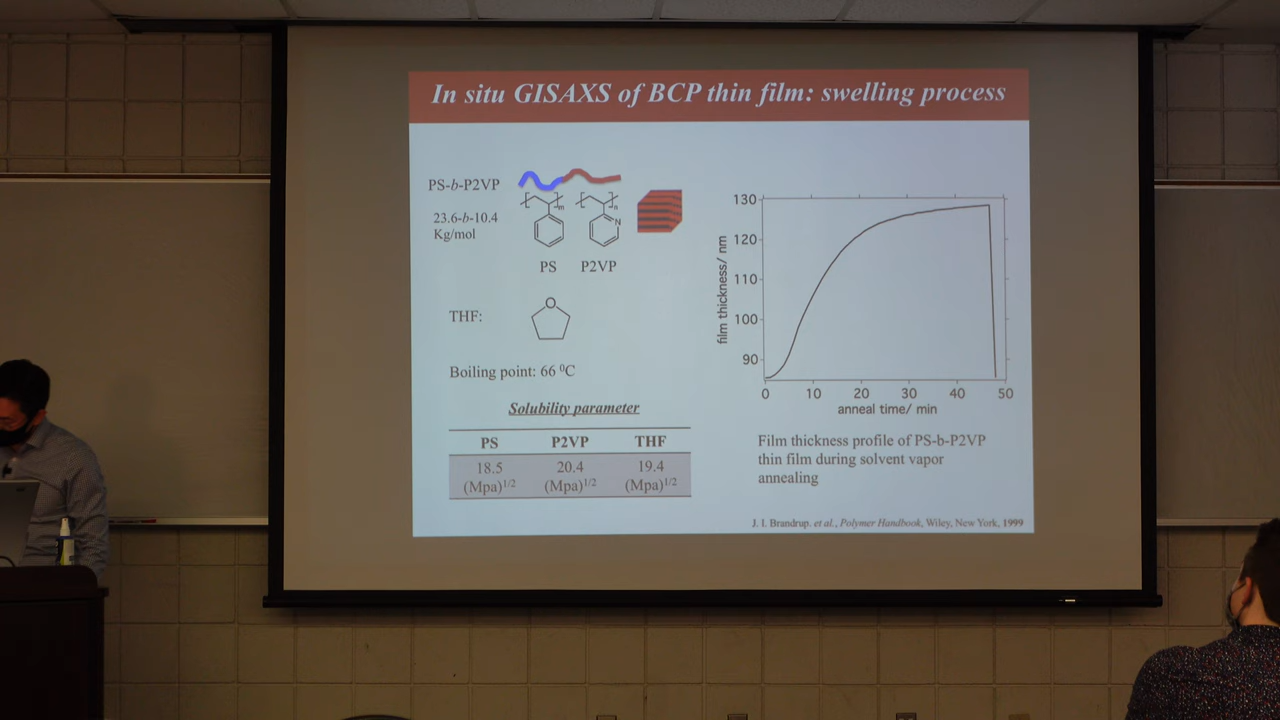 In situ GISAXS of BCP thin film: swelling process
PS-b-P2VP
23.6-b-10.4
Kg/mol
m
n
N
PS P2VP
THF:
O
Boiling point: 66 ⁰C
Solubility parameter
PS P2VP THF
18.5 20.4 19.4
(Mpa)1/2 (Mpa)1/2 (Mpa)1/2
film thickness/ nm
130
120
110
100
90
0 10 20 30 40 50
anneal time/ min
Film thickness profile of PS-b-P2VP
thin film during solvent vapor
annealing
J. I. Brandrup. et al., Polymer Handbook, Wiley, New York, 1999